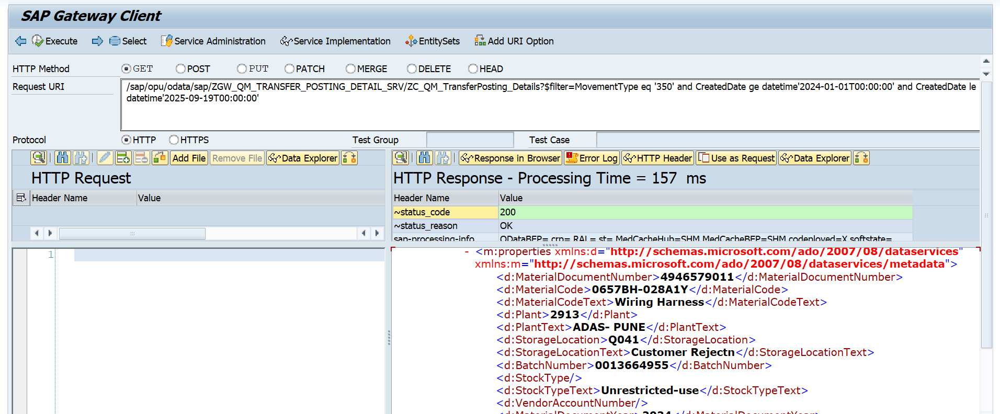 SAP Gateway Client
Execute Select Service Administration Service Implementation EntitySets Add URI Option
HTTP Method GET POST PUT PATCH MERGE DELETE HEAD
Request URI /sap/opu/odata/sap/ZGW_QM_TRANSFER_POSTING_DETAIL_SRV/ZC_QM_TransferPosting_Details?$filter=MovementType eq '350' and CreatedDate ge datetime'2024-01-01T00:00:00' and CreatedDate le
datetime'2025-09-19T00:00:00'
Protocol HTTP HTTPS Test Group Test Case
Add File Remove File Data Explorer
HTTP Request
Header Name Value
1
Response in Browser Error Log HTTP Header Use as Request Data Explorer
HTTP Response - Processing Time = 157 ms
Header Name Value
~status_code 200
~status_reason OK
sap-processing-info ODataBEP= crp= RAL= st= MedCacheHub=SHM MedCacheBEP=SHM codeployed=X softstate=
- <m:properties xmlns:d="http://schemas.microsoft.com/ado/2007/08/dataservices"
xmlns:m="http://schemas.microsoft.com/ado/2007/08/dataservices/metadata">
<d:MaterialDocumentNumber>4946579011</d:MaterialDocumentNumber>
<d:MaterialCode>0657BH-028A1Y</d:MaterialCode>
<d:MaterialCodeText>Wiring Harness</d:MaterialCodeText>
<d:Plant>2913</d:Plant>
<d:PlantText>ADAS- PUNE</d:PlantText>
<d:StorageLocation>Q041</d:StorageLocation>
<d:StorageLocationText>Customer Rejectn</d:StorageLocationText>
<d:BatchNumber>0013664955</d:BatchNumber>
<d:StockType/>
<d:StockTypeText>Unrestricted-use</d:StockTypeText>
<d:VendorAccountNumber/>
<d:MaterialDocumentYear>2024</d:MaterialDocumentYear>